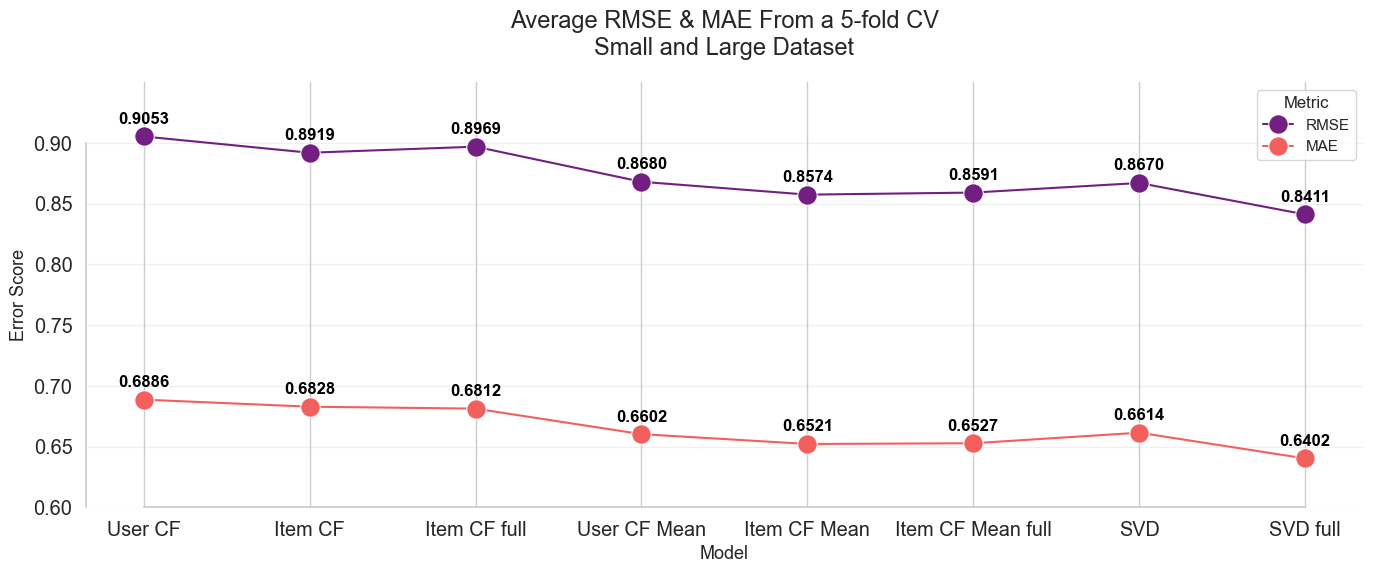 Average RMSE & MAE From a 5-fold CV
Small and Large Dataset
Metric
RMSE
MAE
0.9053
0.8919
0.8969
0.8680
0.8574
0.8591
0.8670
0.8411
0.6886
0.6828
0.6812
0.6602
0.6521
0.6527
0.6614
0.6402
Error Score
0.90
0.85
0.80
0.75
0.70
0.65
0.60
User CF
Item CF
Item CF full
User CF Mean
Item CF Mean
Item CF Mean full
SVD
SVD full
Model